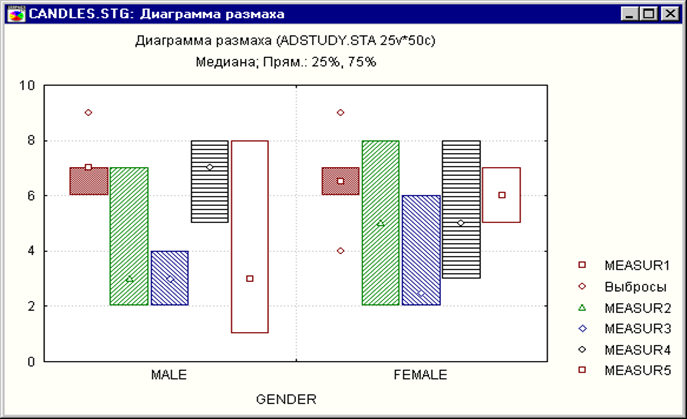 CANDLES.STG: Диаграмма размаха
Диаграмма размаха (ADSTUDY.STA 25v*50c)
Медиана; Прям.: 25%, 75%
10
8
6
4
2
0
MALE
FEMALE
GENDER
MEASUR1
Выбросы
MEASUR2
MEASUR3
MEASUR4
MEASUR5